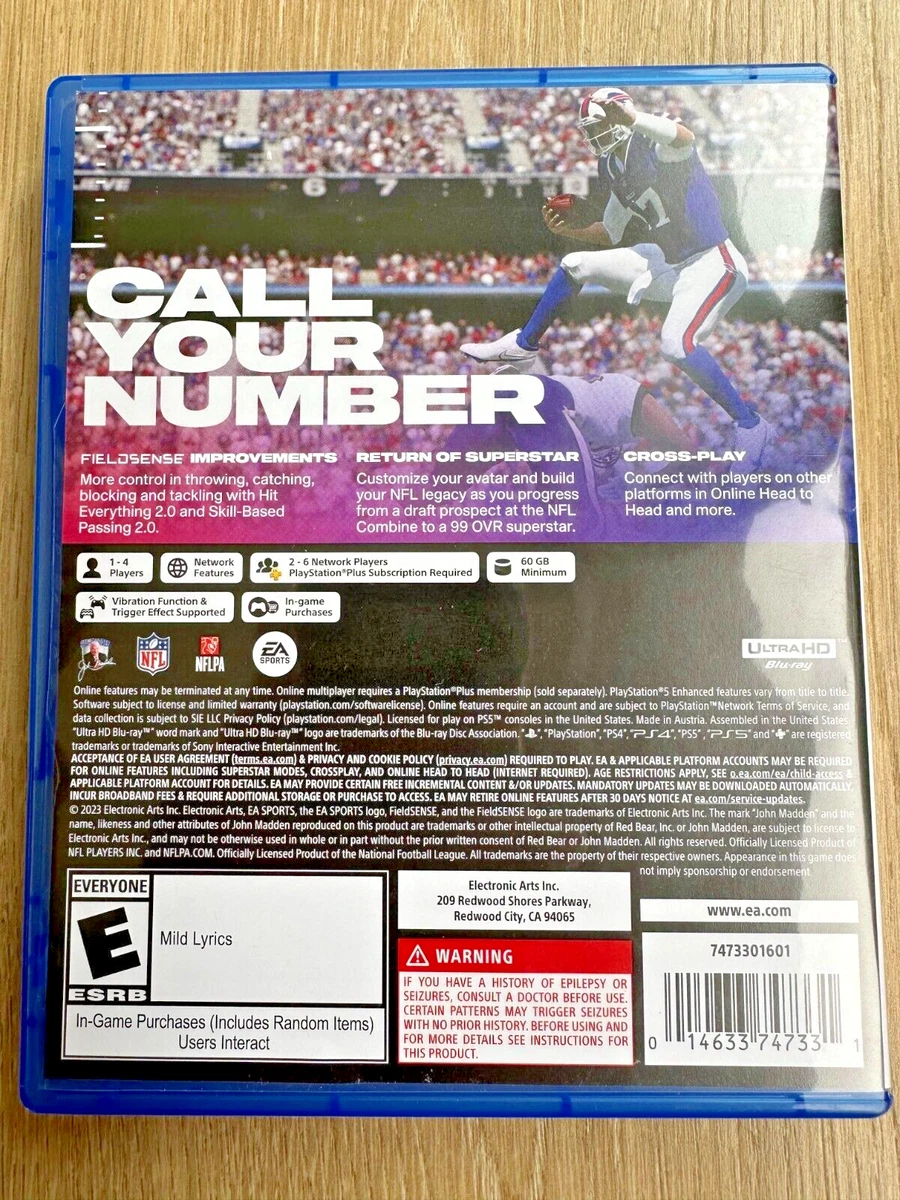 6 7 8
17
CALL
YOUR
NUMBER
FIELDSENSE IMPROVEMENTS
More control in throwing, catching,
blocking and tackling with Hit
Everything 2.0 and Skill-Based
Passing 2.0.
RETURN OF SUPERSTAR
Customize your avatar and build
your NFL legacy as you progress
from a draft prospect at the NFL
Combine to a 99 OVR superstar.
CROSS-PLAY
Connect with players on other
platforms in Online Head to
Head and more.
1 - 4
Players
Network
Features
2 - 6 Network Players
PlayStation®Plus Subscription Required
60 GB
Minimum
Vibration Function &
Trigger Effect Supported
In-game
Purchases
NFL
NFLPA
EA
SPORTS
ULTRA HD™
Blu-ray
Online features may be terminated at any time. Online multiplayer requires a PlayStation®Plus membership (sold separately). PlayStation®5 Enhanced features vary from title to title.
Software subject to license and limited warranty (playstation.com/softwarelicense). Online features require an account and are subject to PlayStation™Network Terms of Service, and
data collection is subject to SIE LLC Privacy Policy (playstation.com/legal). Licensed for play on PS5™ consoles in the United States. Made in Austria. Assembled in the United States
"Ultra HD Blu-ray™" word mark and "Ultra HD Blu-ray™" logo are trademarks of the Blu-ray Disc Association. "PS", "PlayStation", "PS4", "PS4", "PS5", "PS5" and "+" are registered
trademarks or trademarks of Sony Interactive Entertainment Inc.
ACCEPTANCE OF EA USER AGREEMENT (terms.ea.com) & PRIVACY AND COOKIE POLICY (privacy.ea.com) REQUIRED TO PLAY. EA & APPLICABLE PLATFORM ACCOUNTS MAY BE REQUIRED
FOR ONLINE FEATURES INCLUDING SUPERSTAR MODES, CROSSPLAY, AND ONLINE HEAD TO HEAD (INTERNET REQUIRED). AGE RESTRICTIONS APPLY, SEE o.ea.com/ea/child-access &
APPLICABLE PLATFORM ACCOUNT FOR DETAILS. EA MAY PROVIDE CERTAIN FREE INCREMENTAL CONTENT &/OR UPDATES. MANDATORY UPDATES MAY BE DOWNLOADED AUTOMATICALLY,
INCUR BROADBAND FEES & REQUIRE ADDITIONAL STORAGE OR PURCHASE TO ACCESS. EA MAY RETIRE ONLINE FEATURES AFTER 30 DAYS NOTICE AT ea.com/service-updates.
© 2023 Electronic Arts Inc. Electronic Arts, EA SPORTS, the EA SPORTS logo, FieldSENSE, and the FieldSENSE logo are trademarks of Electronic Arts Inc. The mark "John Madden" and the
name, likeness and other attributes of John Madden reproduced on this product are trademarks or other intellectual property of Red Bear, Inc. or John Madden, are subject to license to
Electronic Arts Inc., and may not be otherwise used in whole or in part without the prior written consent of Red Bear or John Madden. All rights reserved. Officially Licensed Product of
NFL PLAYERS INC. and NFLPA.COM. Officially Licensed Product of the National Football League. All trademarks are the property of their respective owners. Appearance in this game does
not imply sponsorship or endorsement.
EVERYONE
E
ESRB
Mild Lyrics
In-Game Purchases (Includes Random Items)
Users Interact
Electronic Arts Inc.
209 Redwood Shores Parkway,
Redwood City, CA 94065
WARNING
IF YOU HAVE A HISTORY OF EPILEPSY OR
SEIZURES, CONSULT A DOCTOR BEFORE USE.
CERTAIN PATTERNS MAY TRIGGER SEIZURES
WITH NO PRIOR HISTORY. BEFORE USING AND
FOR MORE DETAILS SEE INSTRUCTIONS FOR
THIS PRODUCT.
www.ea.com
7473301601
0 14633 74733 1